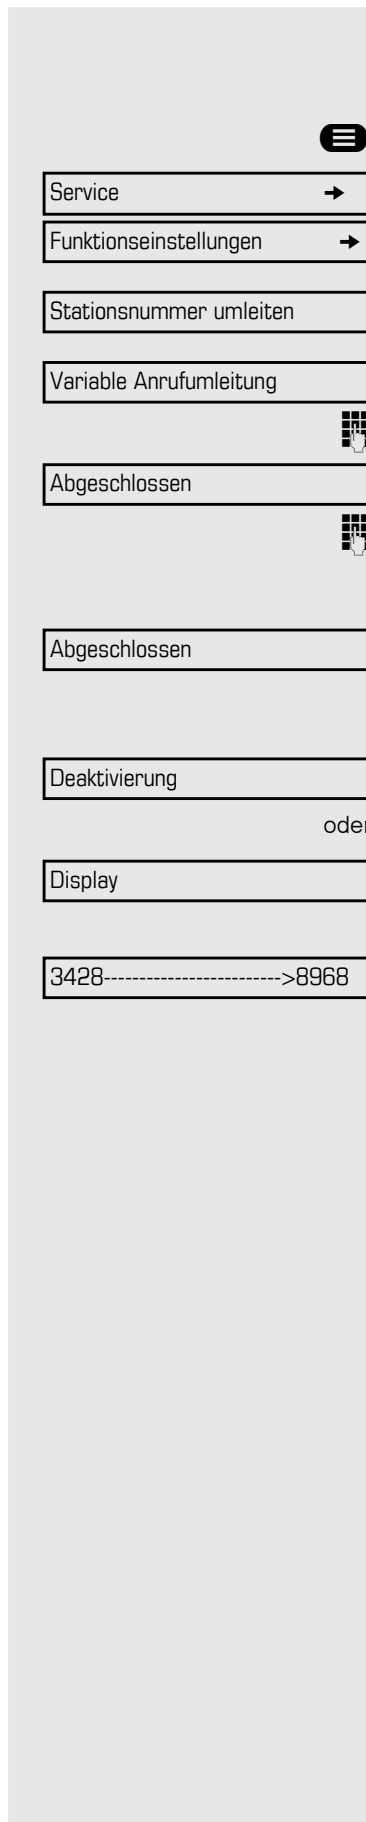 Service
Funktionseinstellungen
Stationsnummer umleiten
Variable Anrufumleitung
Abgeschlossen
Abgeschlossen
Deaktivierung
oder
Display
3428------------------------->8968